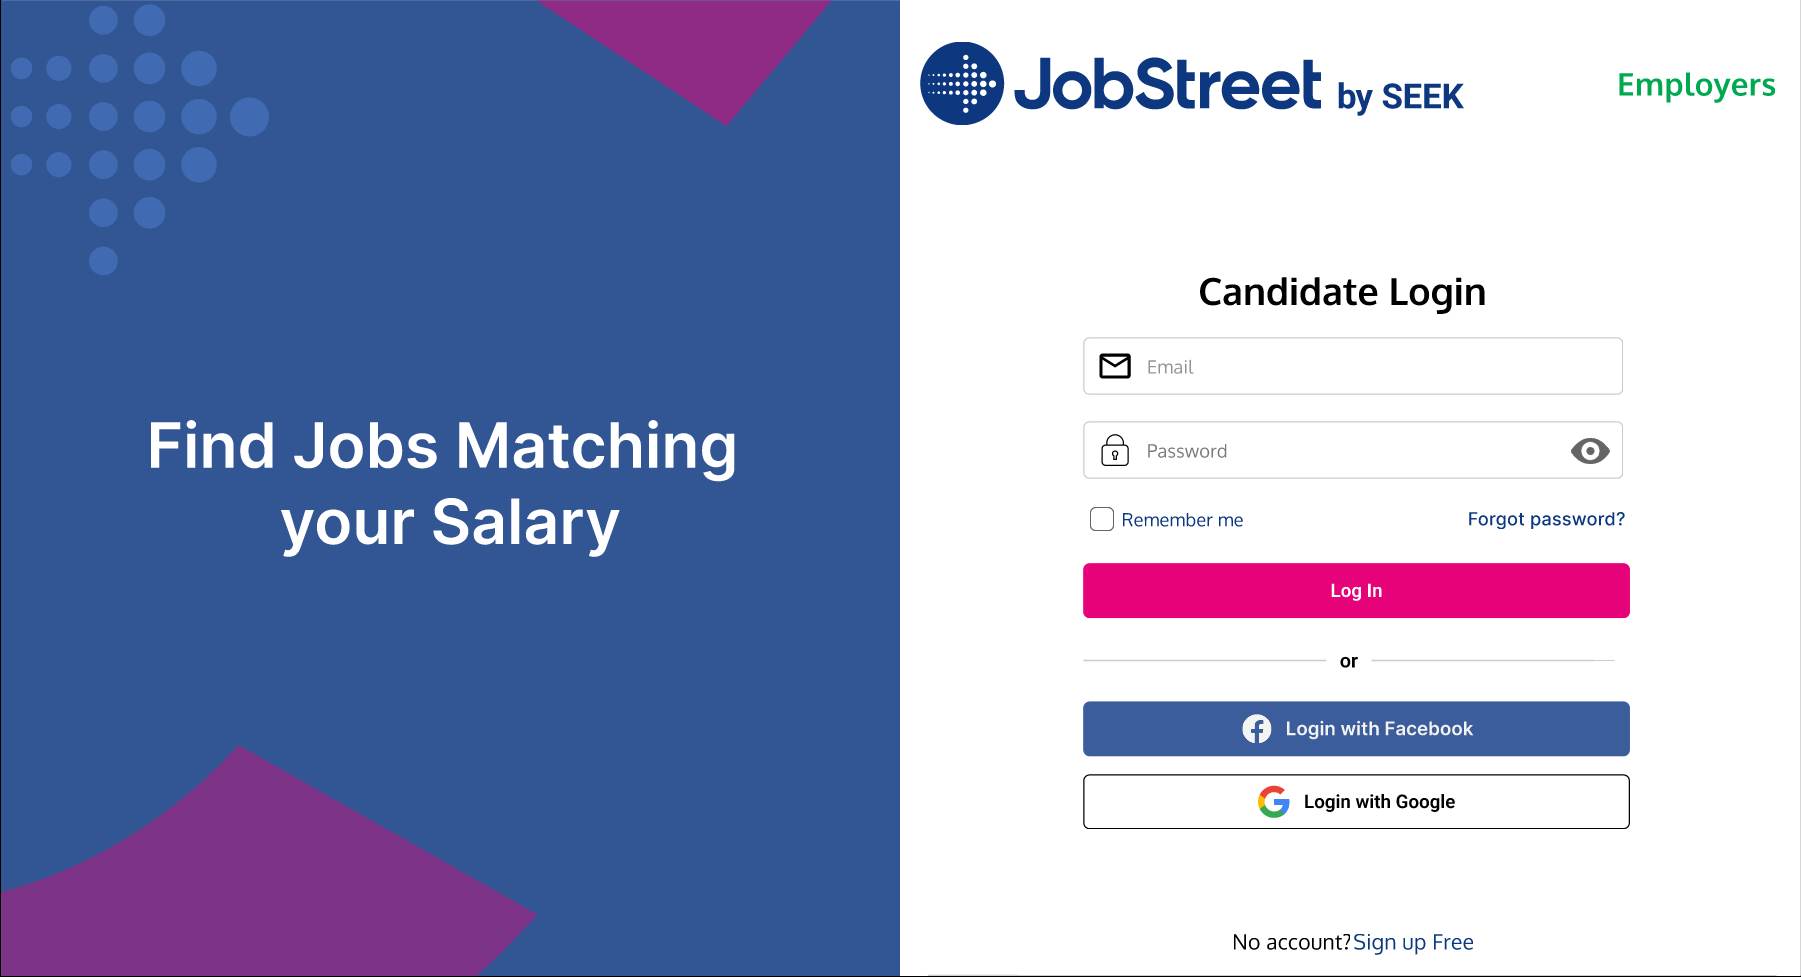 Find Jobs Matching
your Salary
JobStreet by SEEK
Employers
Candidate Login
Email
Password
Remember me
Forgot password?
Log In
or
Login with Facebook
Login with Google
No account?Sign up Free